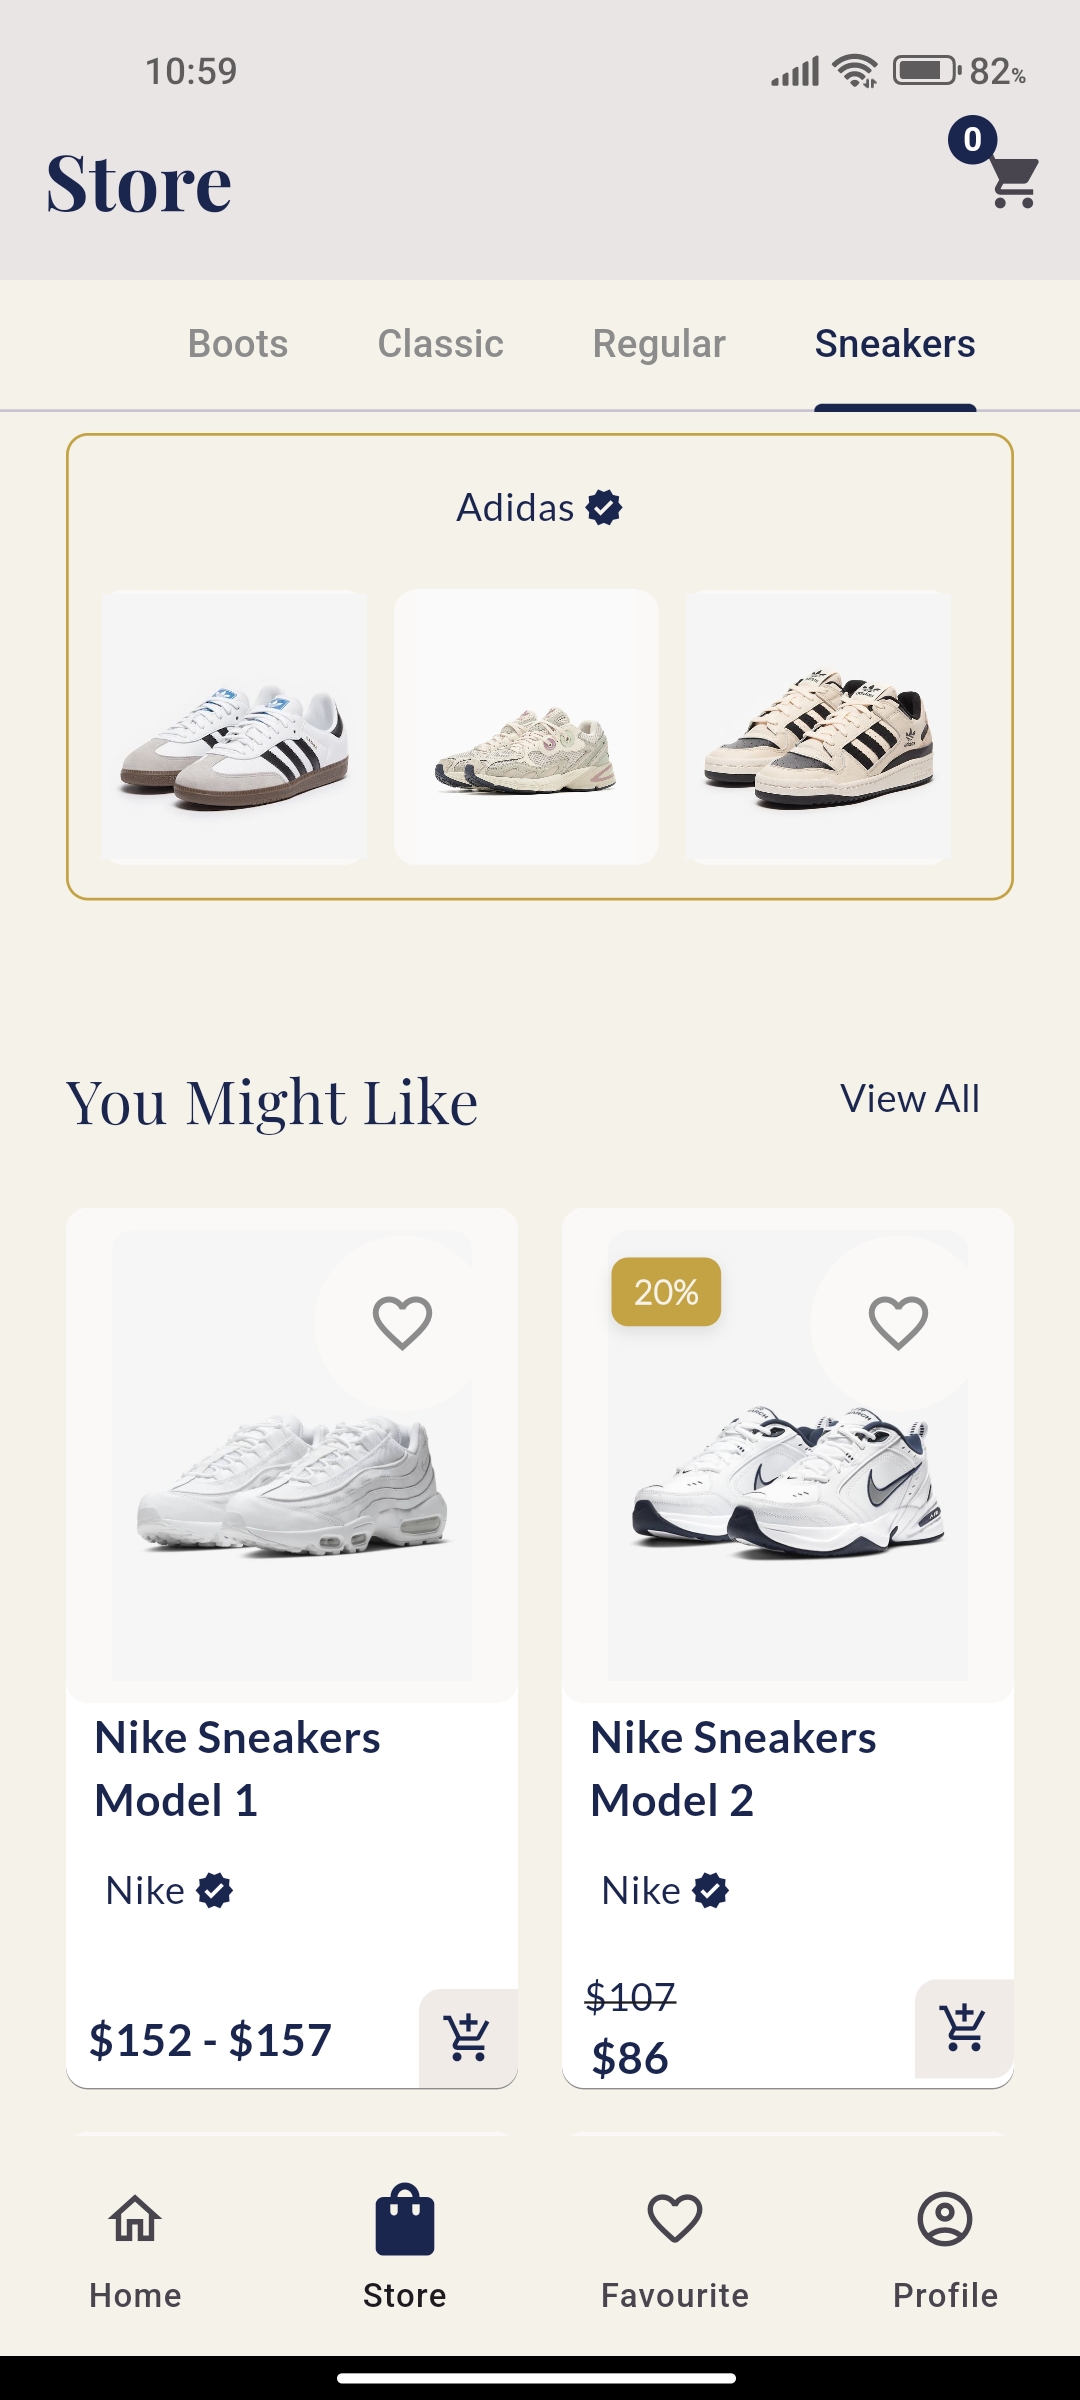 10:59
82%
Store
0
Boots Classic Regular Sneakers
Adidas
You Might Like
View All
20%
Nike Sneakers
Model 1
Nike
$152 - $157
Nike Sneakers
Model 2
Nike
$107
$86
Home Store Favourite Profile